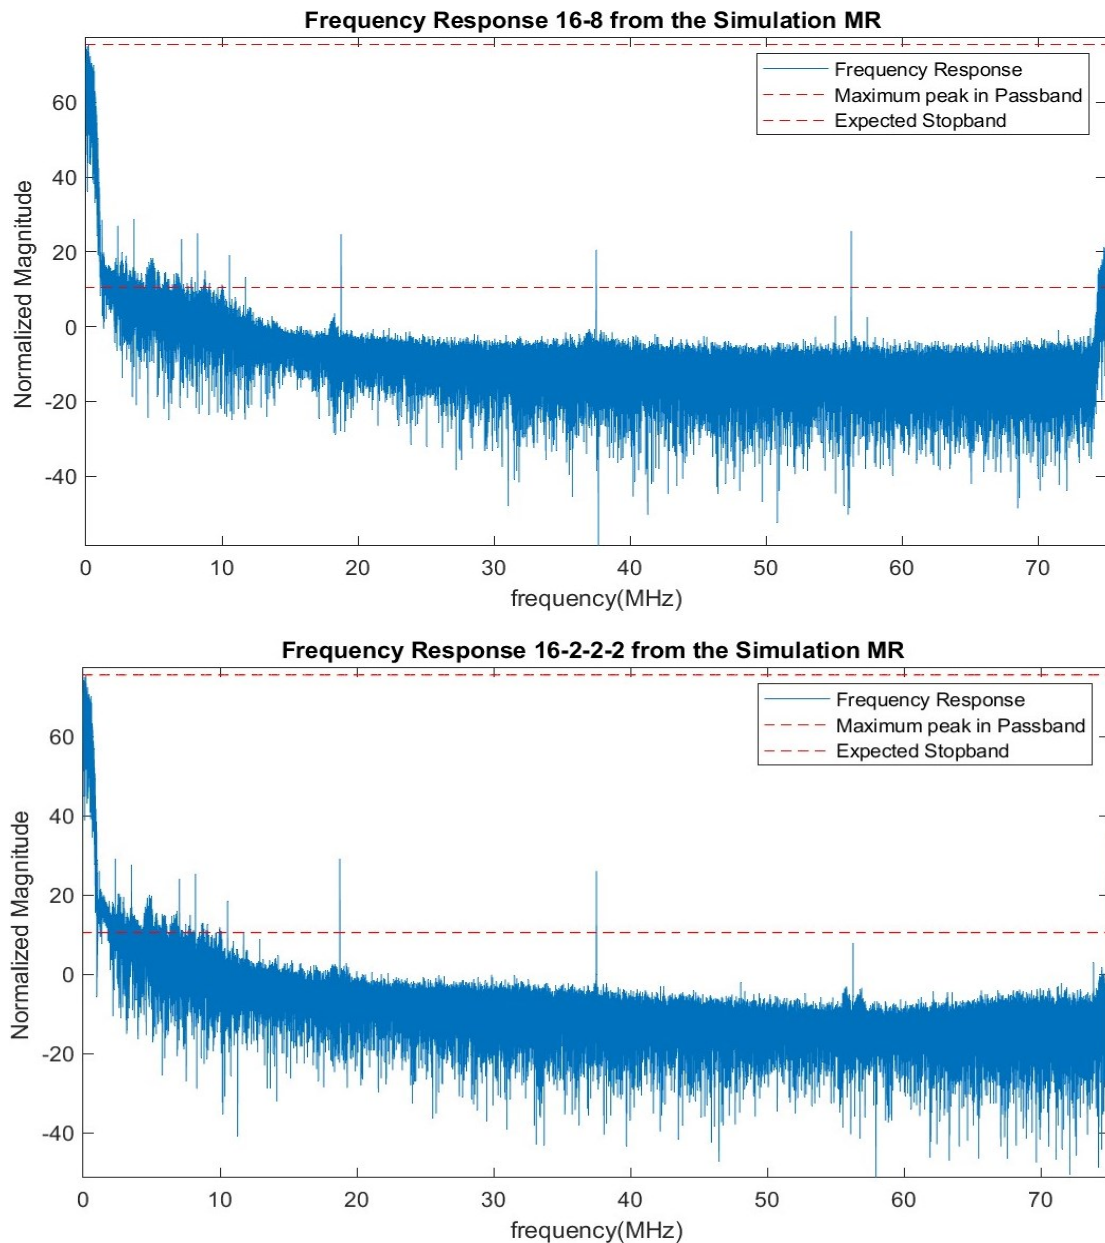 Frequency Response 16-8 from the Simulation MR
Frequency Response
Maximum peak in Passband
Expected Stopband
Normalized Magnitude
60
40
20
0
-20
-40
0 10 20 30 40 50 60 70
frequency(MHz)
Frequency Response 16-2-2-2 from the Simulation MR
Frequency Response
Maximum peak in Passband
Expected Stopband
Normalized Magnitude
60
40
20
0
-20
-40
0 10 20 30 40 50 60 70
frequency(MHz)